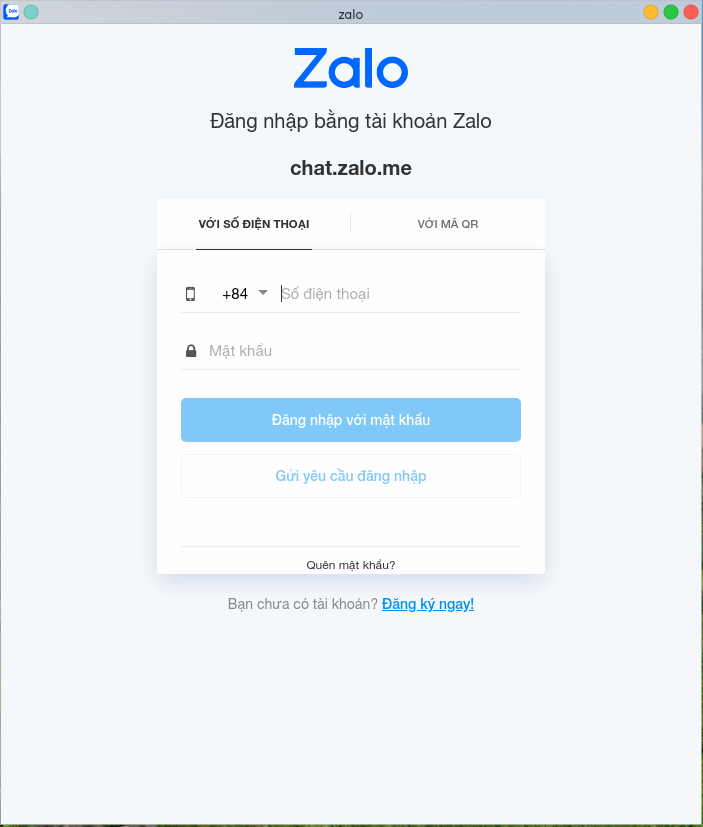 zalo
Zalo
Đăng nhập bằng tài khoản Zalo
chat.zalo.me
VỚI SỐ ĐIỆN THOẠI
VỚI MÃ QR
+84 Số điện thoại
Mật khẩu
Đăng nhập với mật khẩu
Gửi yêu cầu đăng nhập
Quên mật khẩu?
Bạn chưa có tài khoản? Đăng ký ngay!